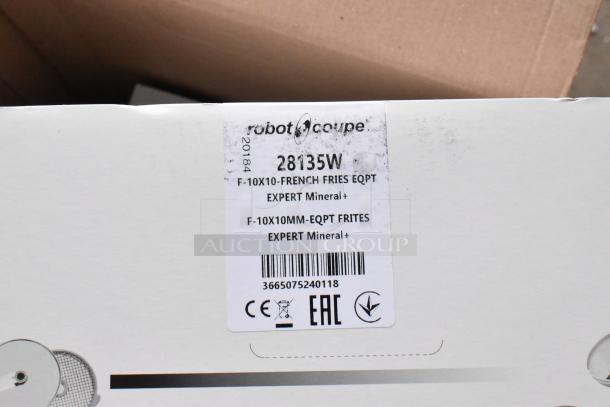 robot coupe
20184
28135W
F-10X10-FRENCH FRIES EQPT
EXPERT Mineral+
F-10X10MM-EQPT FRITES
EXPERT Mineral+
AUCTION GROUP
3665075240118
CE EAC